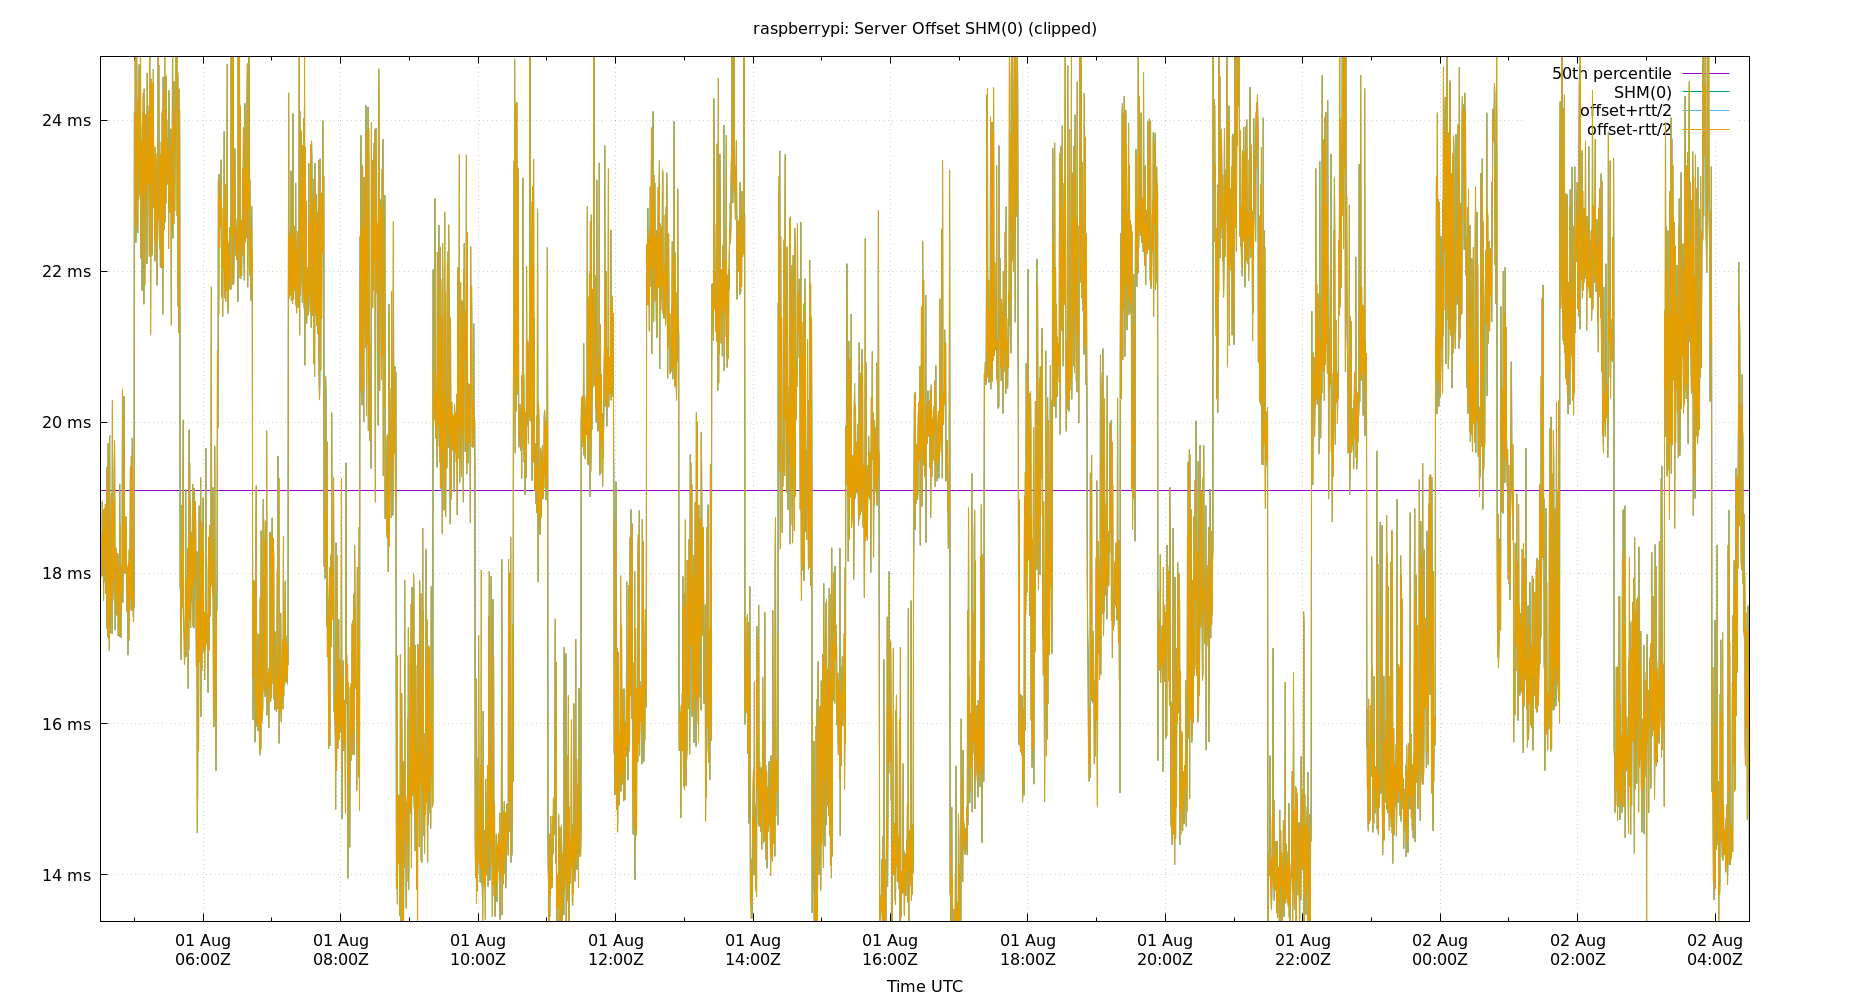 raspberrypi: Server Offset SHM(0) (clipped)
50th percentile
SHM(0)
offset+rtt/2
offset-rtt/2
24 ms
22 ms
20 ms
18 ms
16 ms
14 ms
01 Aug 01 Aug 01 Aug 01 Aug 01 Aug 01 Aug 01 Aug 01 Aug 01 Aug 02 Aug 02 Aug 02 Aug
06:00Z 08:00Z 10:00Z 12:00Z 14:00Z 16:00Z 18:00Z 20:00Z 22:00Z 00:00Z 02:00Z 04:00Z
Time UTC